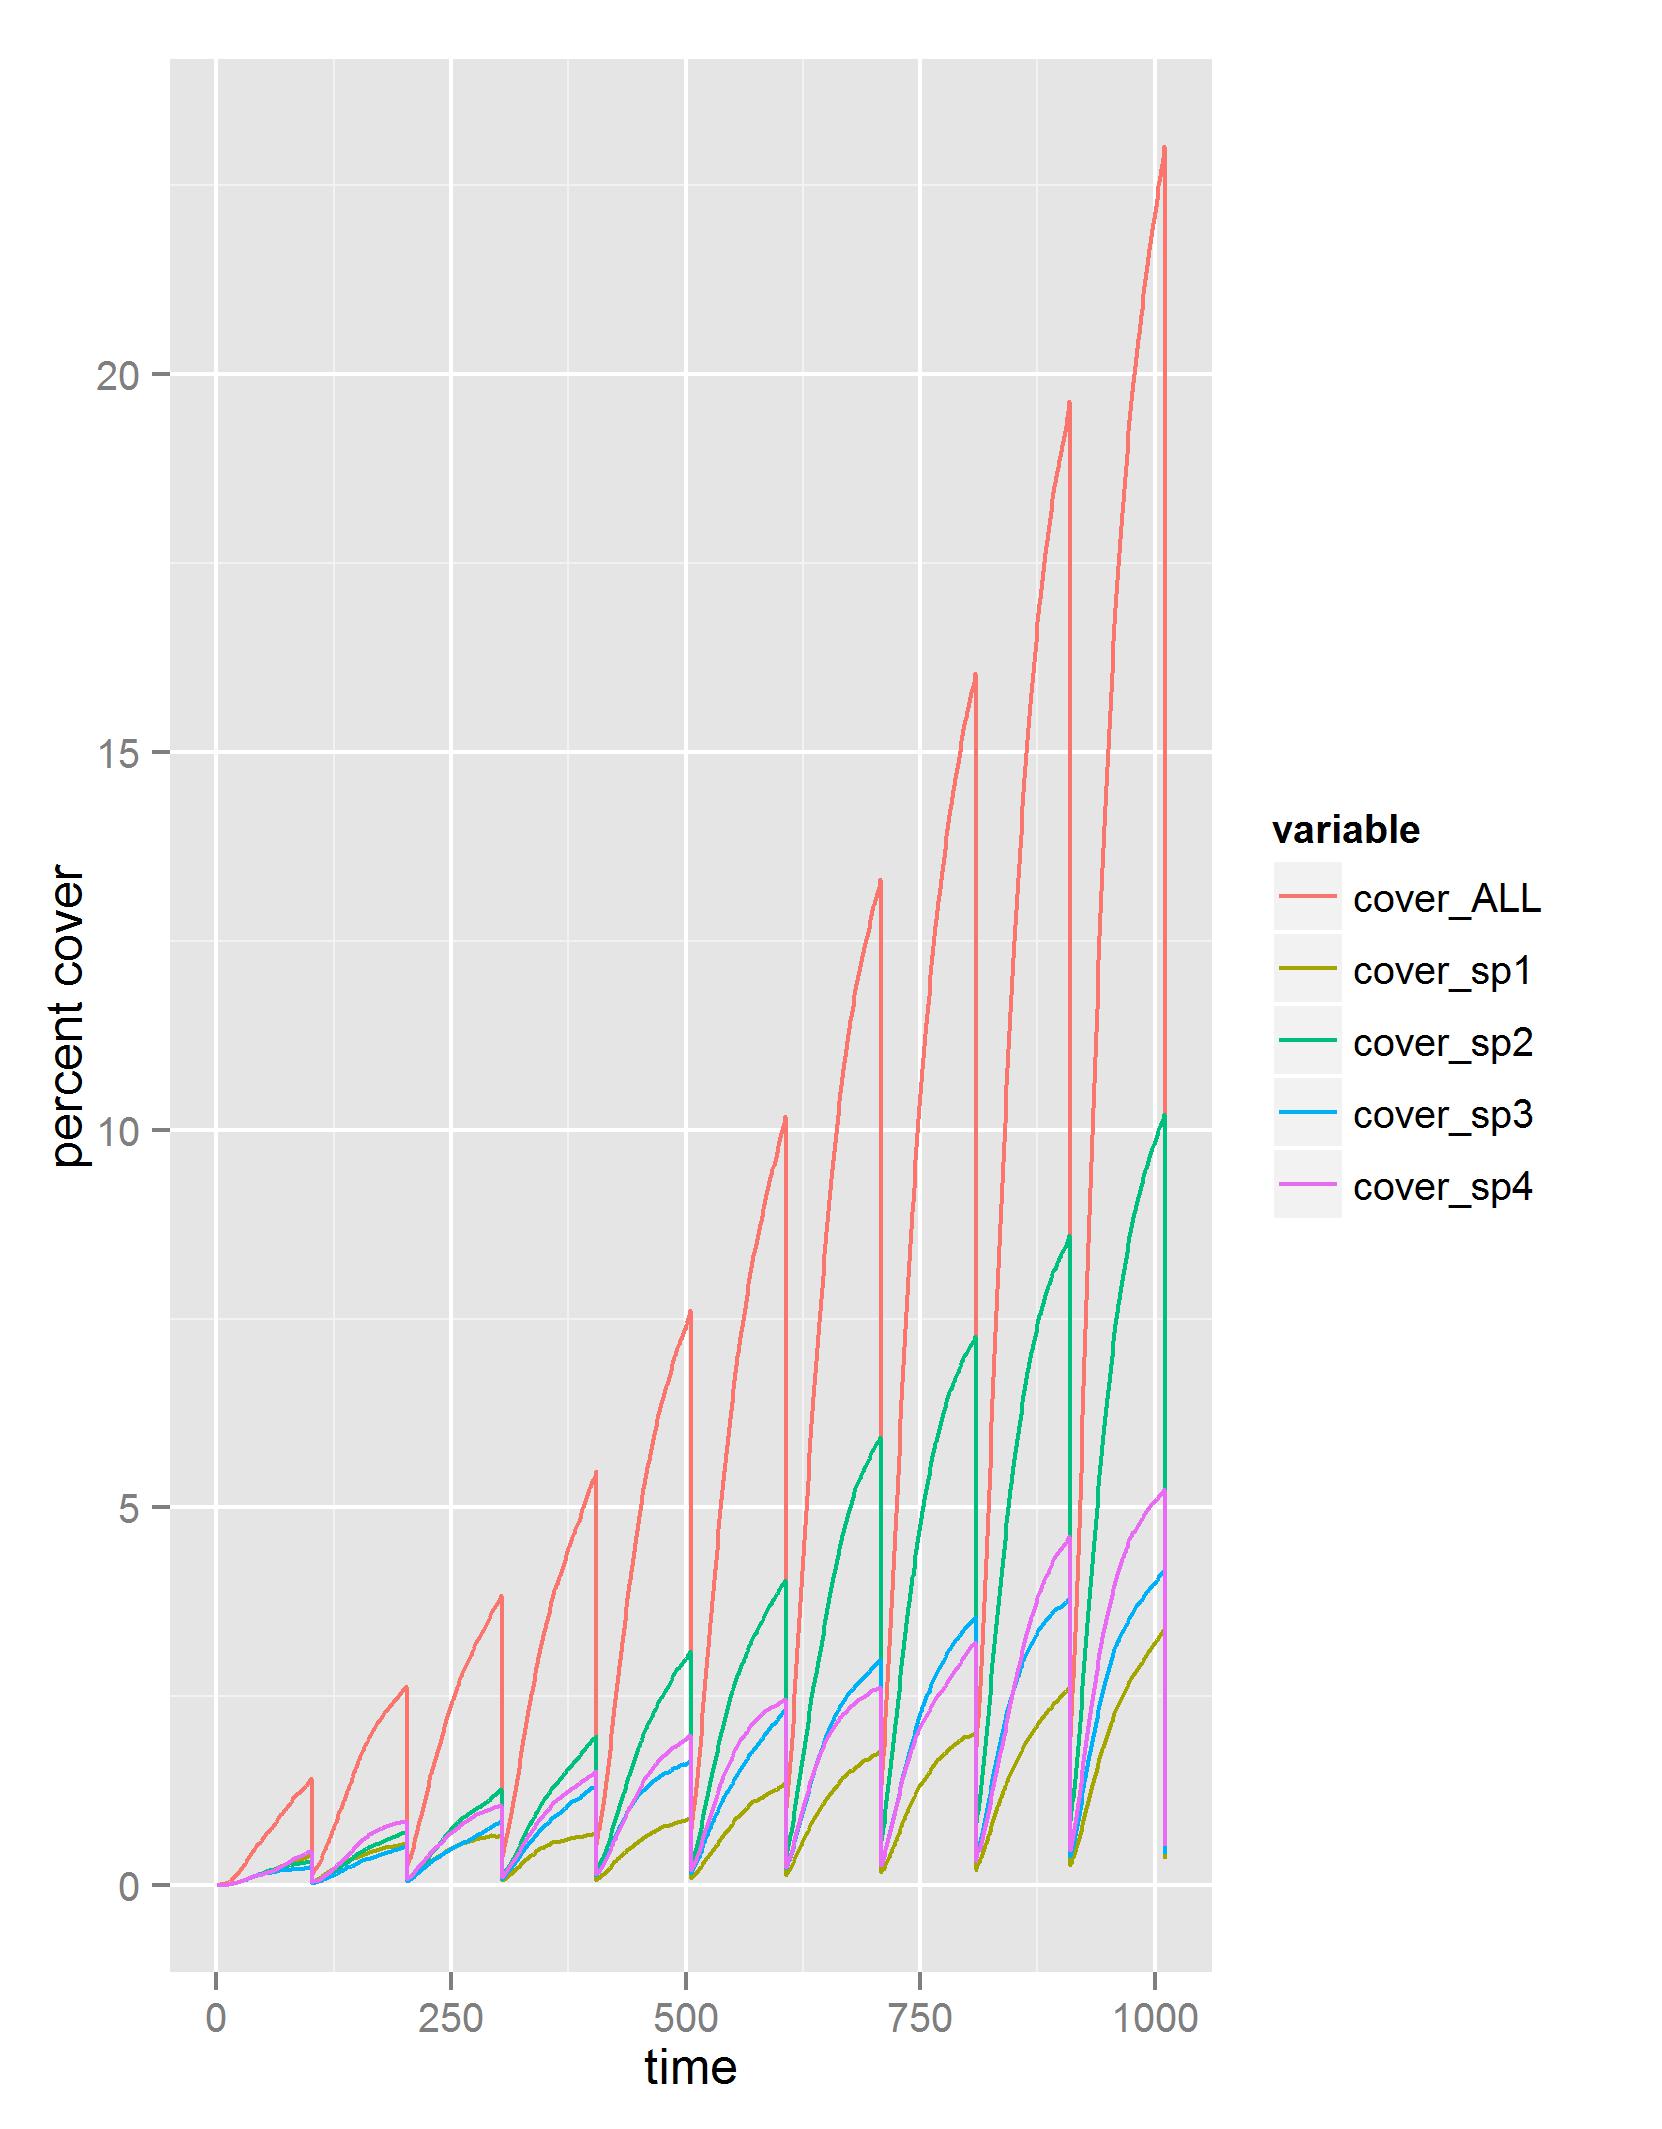 percent cover
20
15
10
5
0
0 250 500 750 1000
time
variable
cover_ALL
cover_sp1
cover_sp2
cover_sp3
cover_sp4